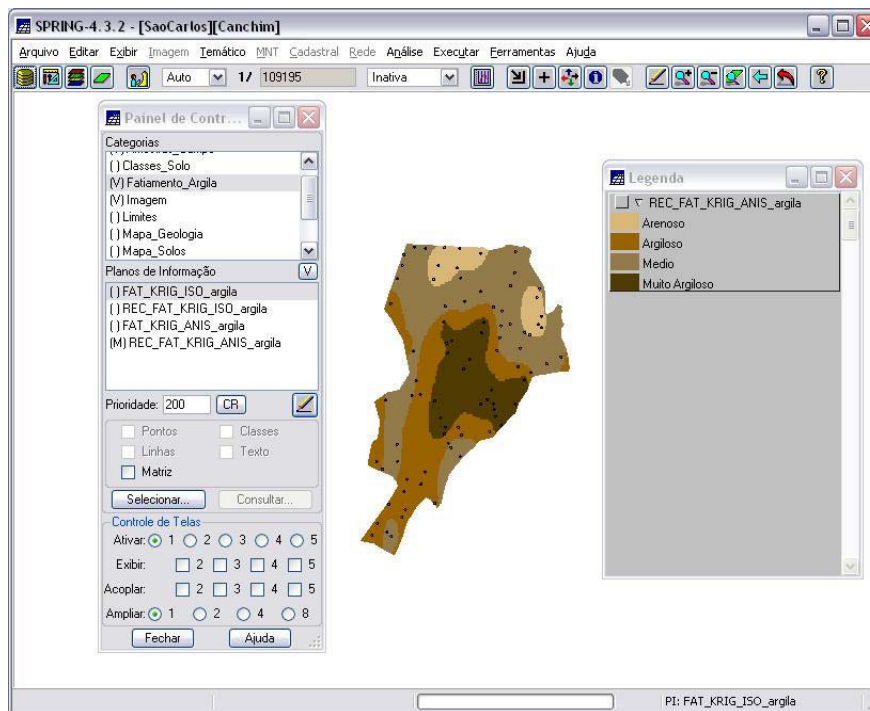 SPRING-4.3.2 - [SaoCarlos][Canchim]
Arquivo Editar Exibir Imagem Temático MNT Cadastral Rede Análise Executar Ferramentas Ajuda
Auto 1/ 109195 Inativa
Painel de Contr...
Categorias
( ) Classes_Solo
(V) Fatiamento_Argila
(V) Imagem
( ) Limites
( ) Mapa_Geologia
( ) Mapa_Solos
Planos de Informação V
( ) FAT_KRIG_ISO_argila
( ) REC_FAT_KRIG_ISO_argila
( ) FAT_KRIG_ANIS_argila
(M) REC_FAT_KRIG_ANIS_argila
Prioridade: 200 CR
Pontos Classes
Linhas Texto
Matriz
Selecionar... Consultar...
Controle de Telas
Ativar: 1 2 3 4 5
Exibir: 2 3 4 5
Acoplar: 2 3 4 5
Ampliar: 1 2 4 8
Fechar Ajuda
Legenda
REC_FAT_KRIG_ANIS_argila
Arenoso
Argiloso
Medio
Muito Argiloso
PI: FAT_KRIG_ISO_argila